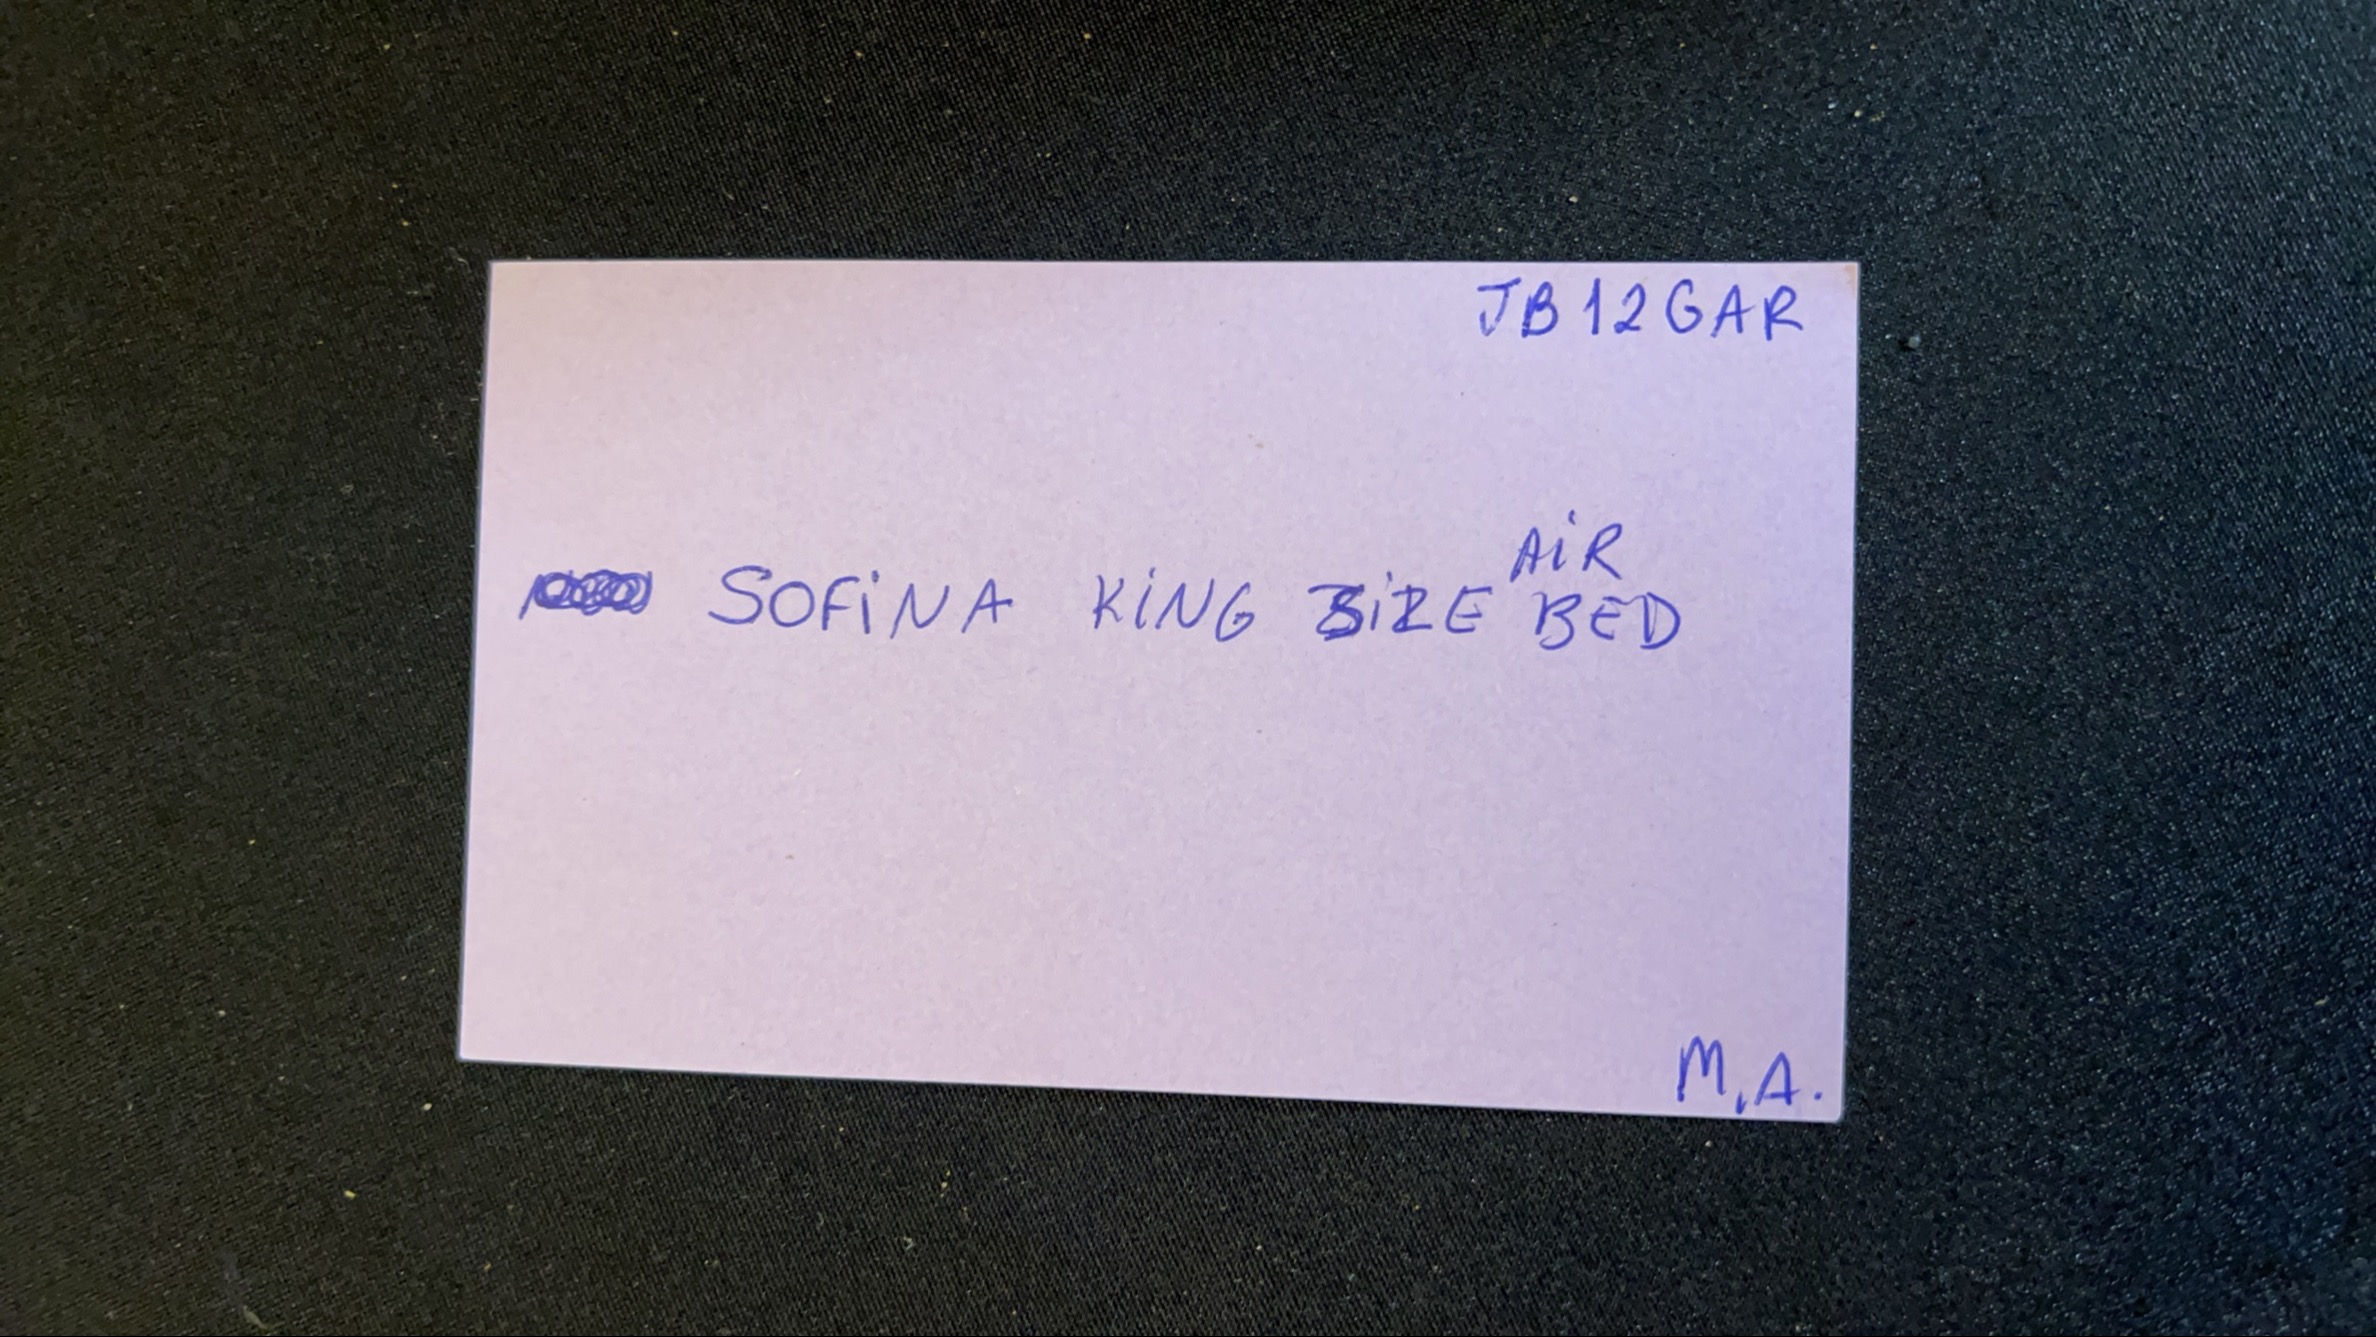 JB12GAR
SOFiNA KiNG SiZE AiR BED
M.A.